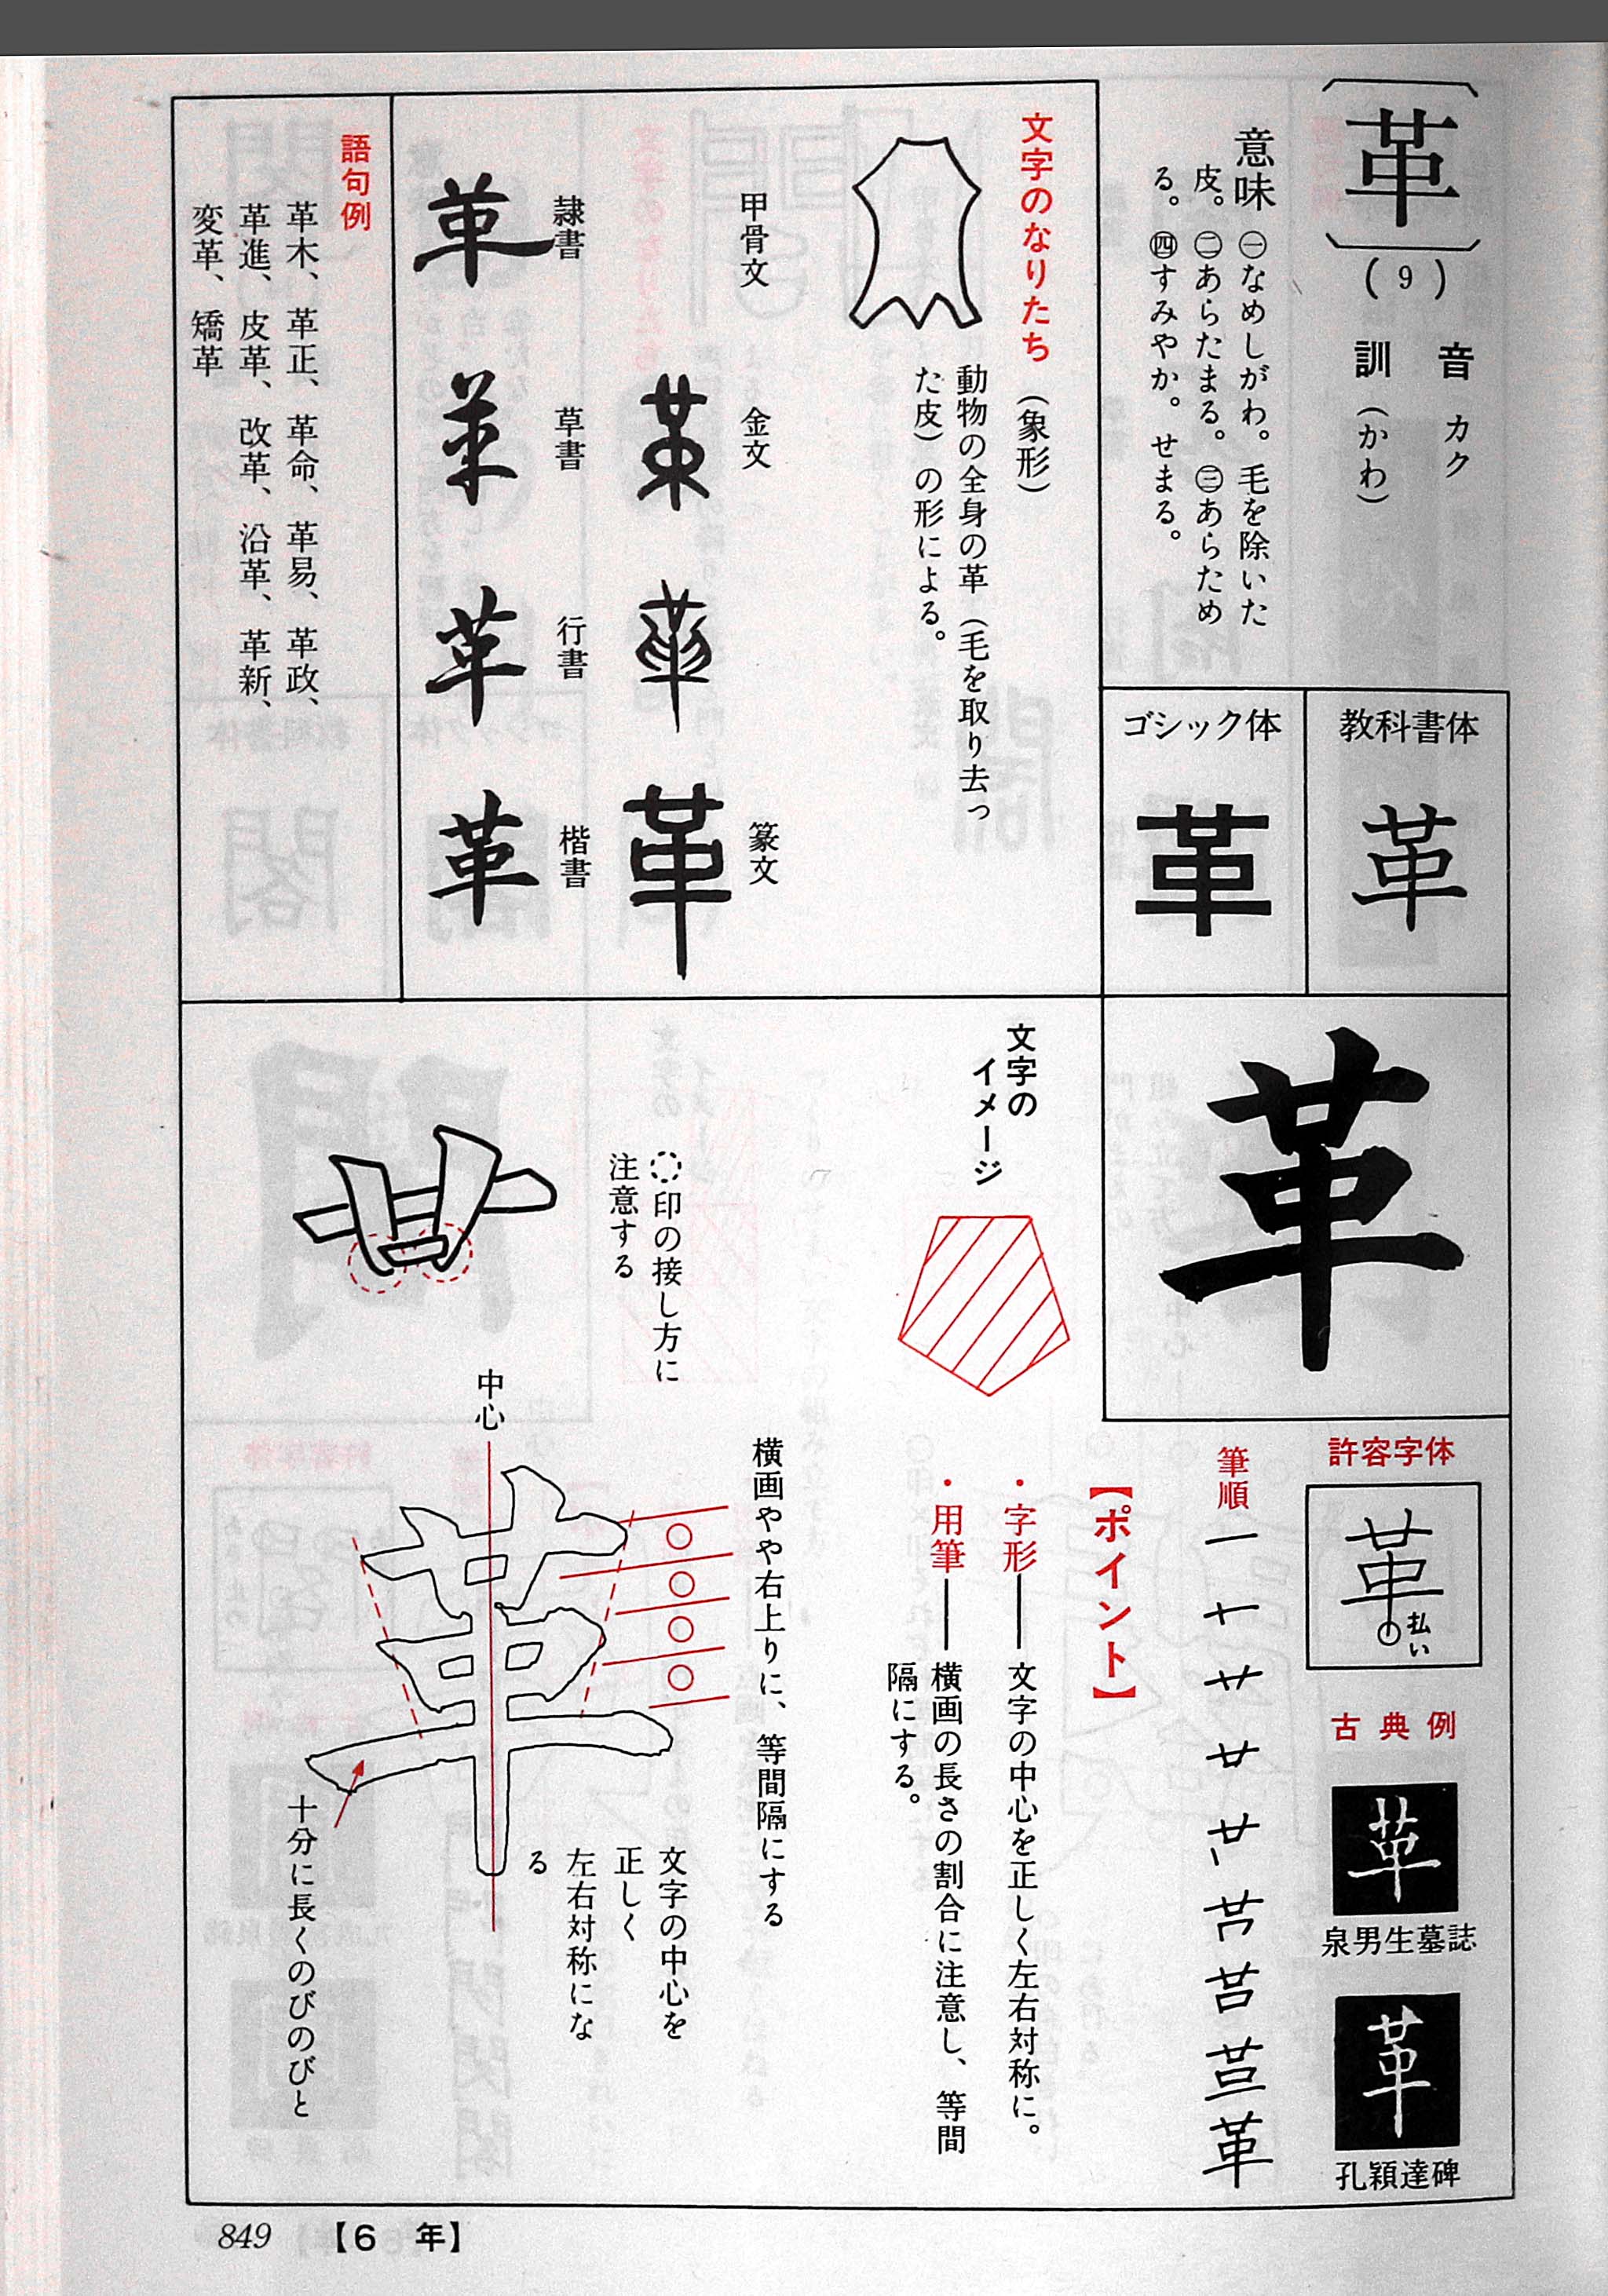 革
(9)
音 カク
訓 (かわ)
意味 ㊀なめしがわ。毛を除いた
皮。㊁あらたまる。㊂あらため
る。㊃すみやか。せまる。
教科書体
革
ゴシック体
革
文字のなりたち(象形)
動物の全身の革(毛を取り去っ
た皮)の形による。
甲骨文
金文
篆文
革
隷書
革
草書
革
行書
革
楷書
革
語句例
革木、革正、革命、革易、革政、
革進、皮革、改革、沿革、革新、
変革、矯革
革
許容字体
革
払い
古典例
革
泉男生墓誌
革
孔穎達碑
筆順
革
【ポイント】
・字形――文字の中心を正しく左右対称に。
・用筆――横画の長さの割合に注意し、等間
隔にする。
文字の
イメージ
印の接し方に
注意する
横画やや右上りに、等間隔にする
中心
文字の中心を
正しく
左右対称にな
る
十分に長くのびのびと
849 【6 年】